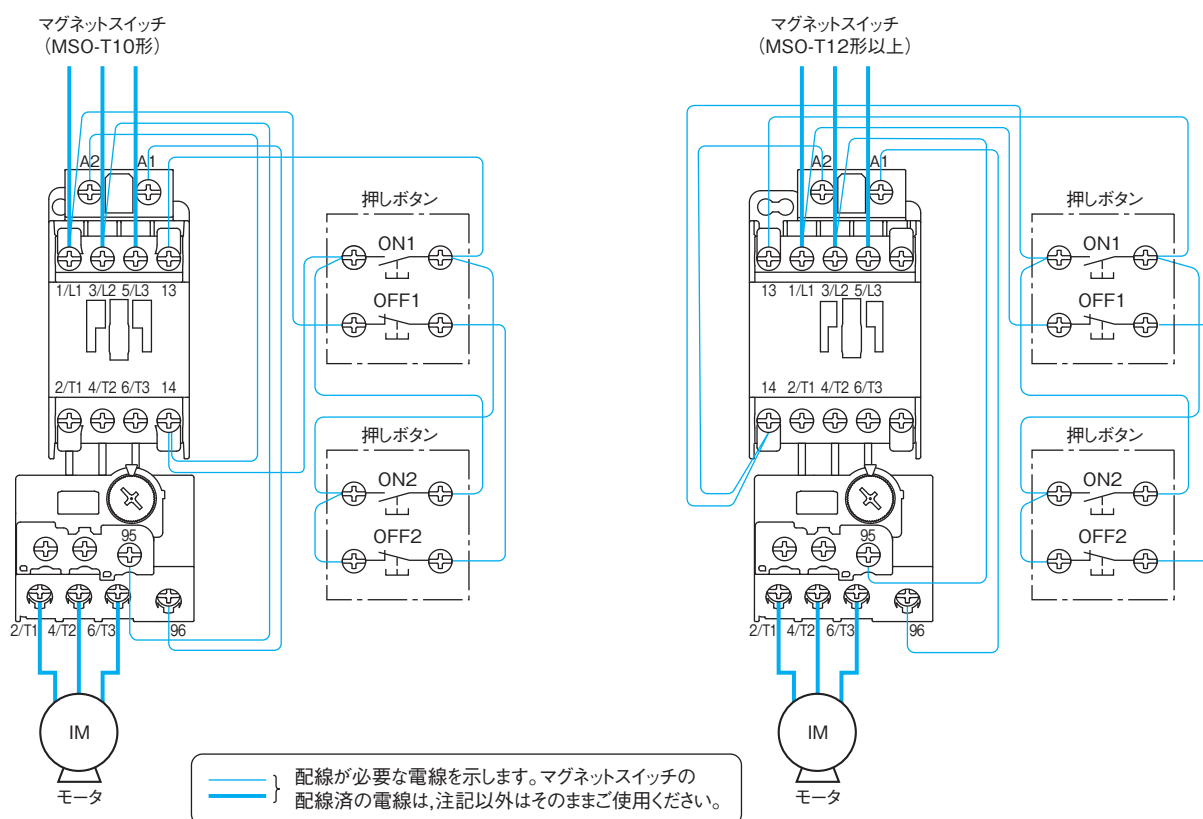 マグネットスイッチ
（MSO-T10形）
A2 A1
1/L1 3/L2 5/L3 13
2/T1 4/T2 6/T3 14
95
2/T1 4/T2 6/T3 96
IM
モータ
押しボタン
ON1
OFF1
押しボタン
ON2
OFF2
マグネットスイッチ
（MSO-T12形以上）
A2 A1
13 1/L1 3/L2 5/L3
14 2/T1 4/T2 6/T3
95
2/T1 4/T2 6/T3 96
IM
モータ
押しボタン
ON1
OFF1
押しボタン
ON2
OFF2
配線が必要な電線を示します。マグネットスイッチの
配線済の電線は,注記以外はそのままご使用ください。